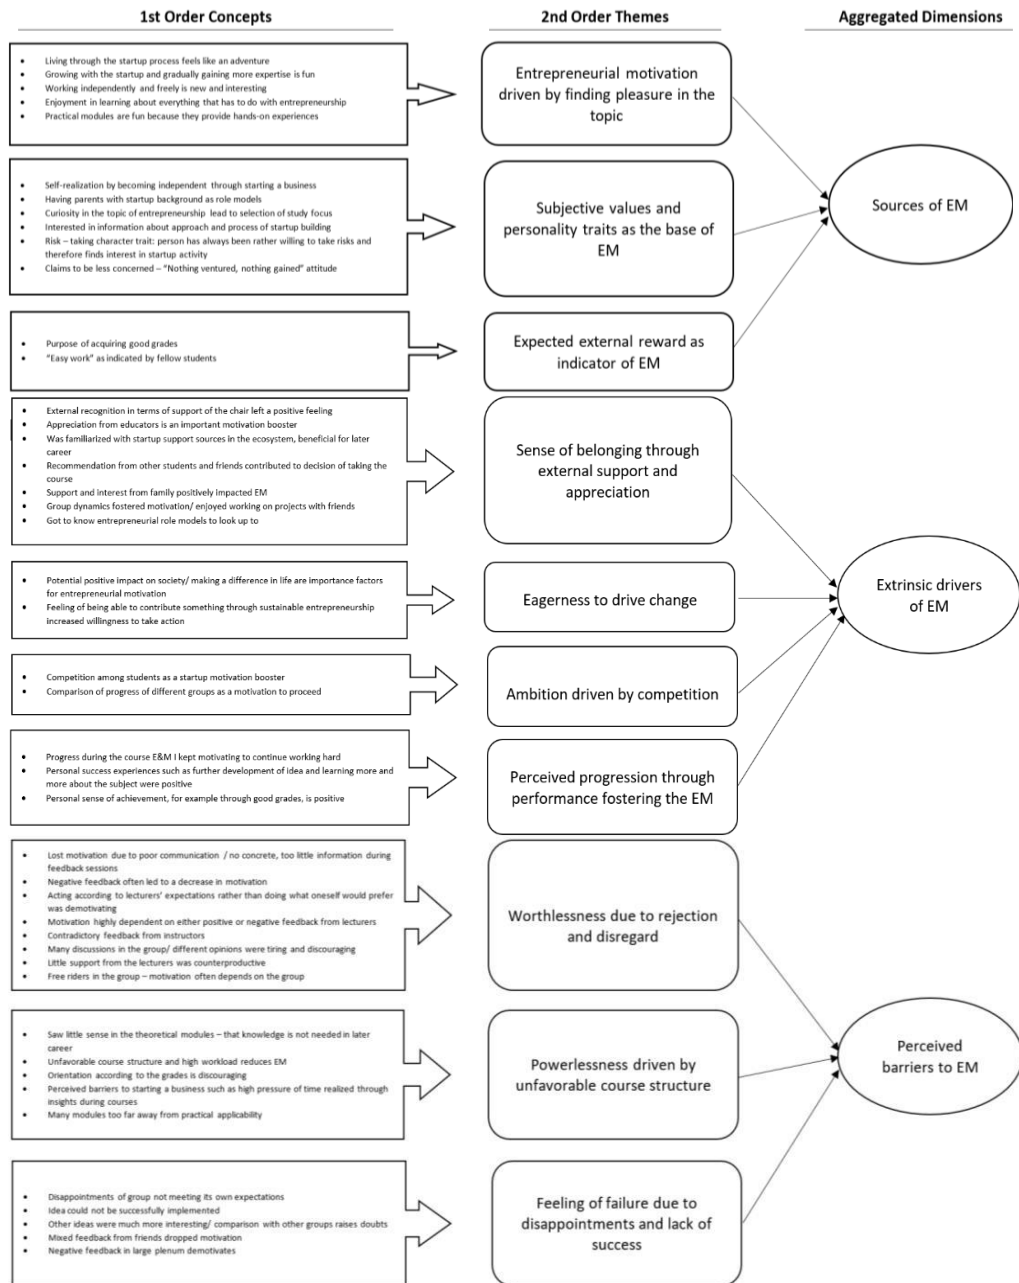 1st Order Concepts
2nd Order Themes
Aggregated Dimensions
• Living through the startup process feels like an adventure
• Growing with the startup and gradually gaining more expertise is fun
• Working independently and freely is new and interesting
• Enjoyment in learning about everything that has to do with entrepreneurship
• Practical modules are fun because they provide hands-on experiences
Entrepreneurial motivation
driven by finding pleasure in the
topic
• Self-realization by becoming independent through starting a business
• Having parents with startup background as role models
• Curiosity in the topic of entrepreneurship lead to selection of study focus
• Interested in information about approach and process of startup building
• Risk – taking character trait: person has always been rather willing to take risks and
therefore finds interest in startup activity
• Claims to be less concerned – "Nothing ventured, nothing gained" attitude
Subjective values and
personality traits as the base of
EM
Sources of EM
• Purpose of acquiring good grades
• "Easy work" as indicated by fellow students
Expected external reward as
indicator of EM
• External recognition in terms of support of the chair left a positive feeling
• Appreciation from educators is an important motivation booster
• Was familiarized with startup support sources in the ecosystem, beneficial for later
career
• Recommendation from other students and friends contributed to decision of taking the
course
• Support and interest from family positively impacted EM
• Group dynamics fostered motivation/ enjoyed working on projects with friends
• Got to know entrepreneurial role models to look up to
Sense of belonging through
external support and
appreciation
• Potential positive impact on society/ making a difference in life are importance factors
for entrepreneurial motivation
• Feeling of being able to contribute something through sustainable entrepreneurship
increased willingness to take action
Eagerness to drive change
Extrinsic drivers
of EM
• Competition among students as a startup motivation booster
• Comparison of progress of different groups as a motivation to proceed
Ambition driven by competition
• Progress during the course E&M I kept motivating to continue working hard
• Personal success experiences such as further development of idea and learning more and
more about the subject were positive
• Personal sense of achievement, for example through good grades, is positive
Perceived progression through
performance fostering the EM
• Lost motivation due to poor communication / no concrete, too little information during
feedback sessions
• Negative feedback often led to a decrease in motivation
• Acting according to lecturers' expectations rather than doing what oneself would prefer
was demotivating
• Motivation highly dependent on either positive or negative feedback from lecturers
• Contradictory feedback from instructors
• Many discussions in the group/ different opinions were tiring and discouraging
• Little support from the lecturers was counterproductive
• Free riders in the group – motivation often depends on the group
Worthlessness due to rejection
and disregard
• Saw little sense in the theoretical modules – that knowledge is not needed in later
career
• Unfavorable course structure and high workload reduces EM
• Orientation according to the grades is discouraging
• Perceived barriers to starting a business such as high pressure of time realized through
insights during courses
• Many modules too far away from practical applicability
Powerlessness driven by
unfavorable course structure
Perceived
barriers to EM
• Disappointments of group not meeting its own expectations
• Idea could not be successfully implemented
• Other ideas were much more interesting/ comparison with other groups raises doubts
• Mixed feedback from friends dropped motivation
• Negative feedback in large plenum demotivates
Feeling of failure due to
disappointments and lack of
success